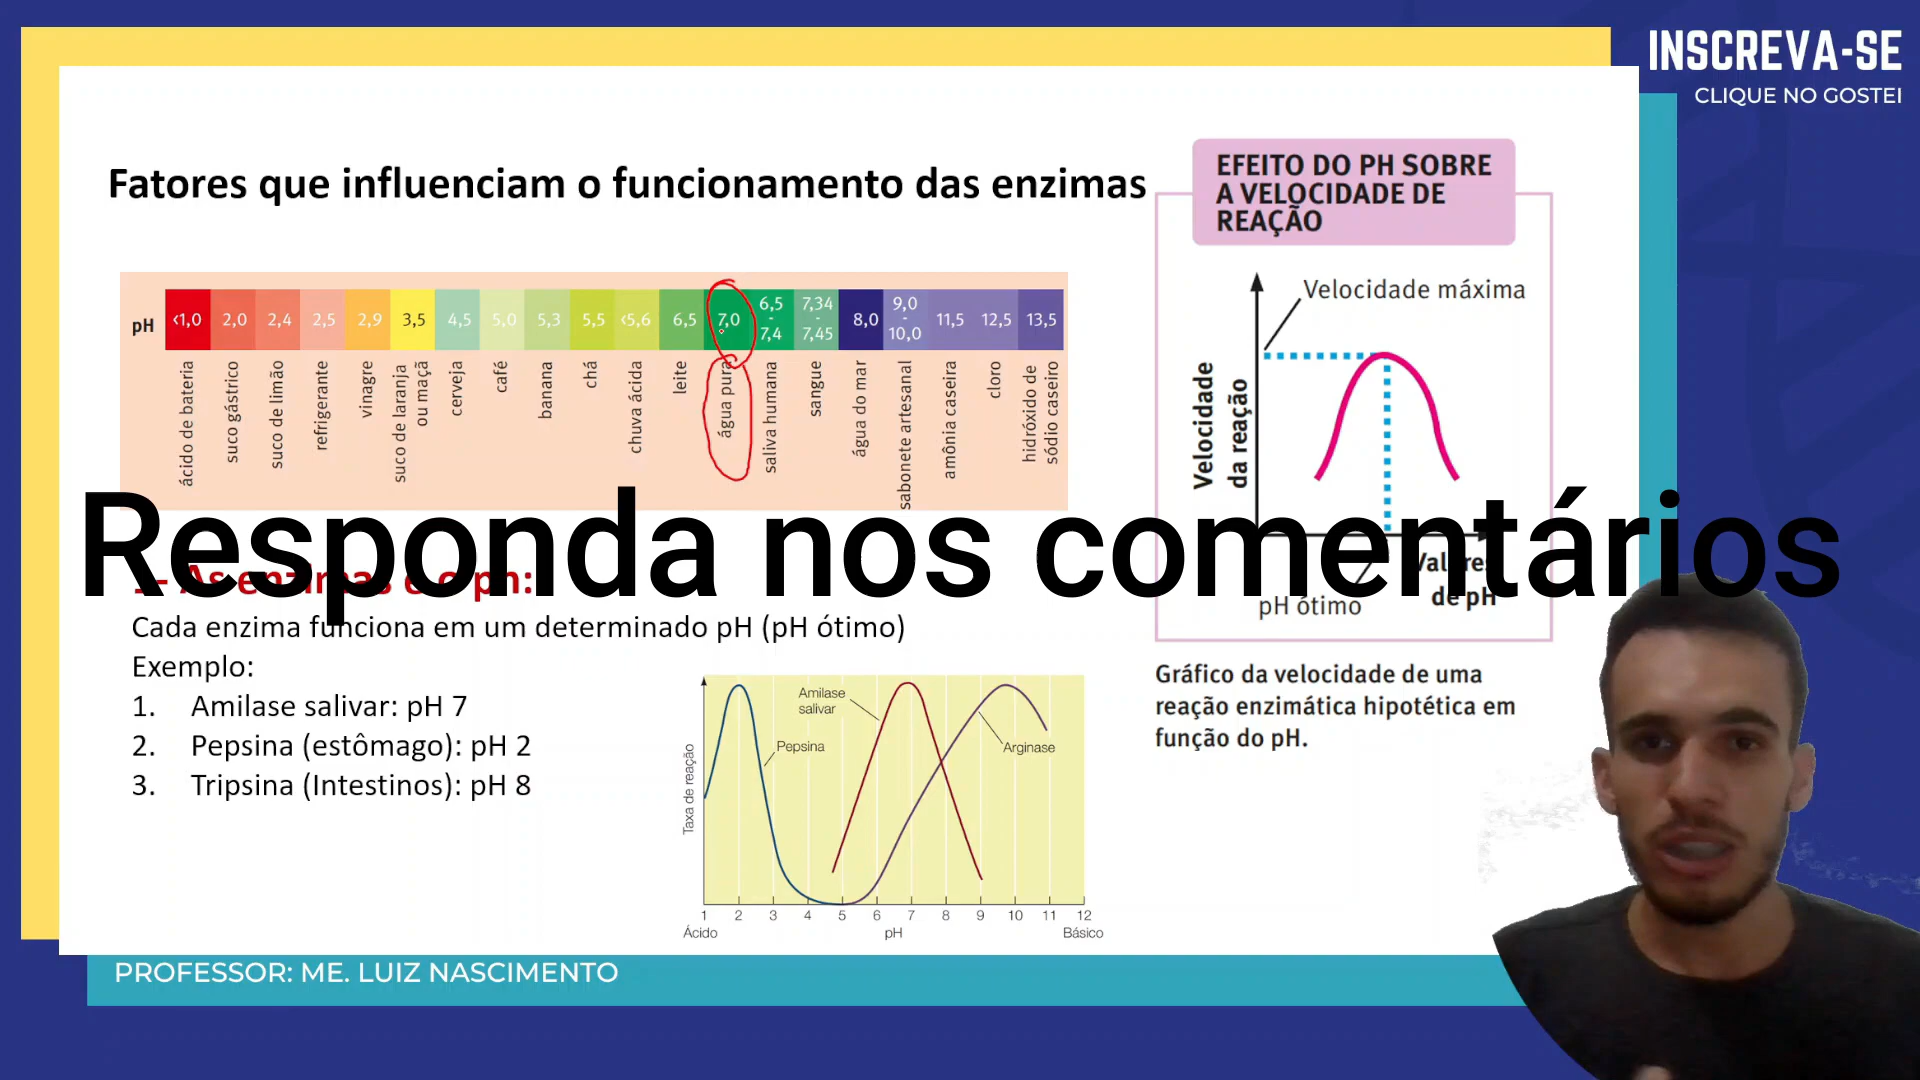 INSCREVA-SE
CLIQUE NO GOSTEI
Fatores que influenciam o funcionamento das enzimas
pH <1,0 2,0 2,4 2,5 2,9 3,5 4,5 5,0 5,3 5,5 <5,6 6,5 7,0 6,5 - 7,4 7,34 - 7,45 8,0 9,0 - 10,0 11,5 12,5 13,5
ácido de bateria
suco gástrico
suco de limão
refrigerante
vinagre
suco de laranja
ou maçã
cerveja
café
banana
chá
chuva ácida
leite
água pura
saliva humana
sangue
água do mar
sabonete artesanal
amônia caseira
cloro
hidróxido de
sódio caseiro
EFEITO DO PH SOBRE
A VELOCIDADE DE
REAÇÃO
Velocidade máxima
Velocidade
da reação
Valores
de pH
pH ótimo
Responda nos comentários
- As enzimas e o ph:
Cada enzima funciona em um determinado pH (pH ótimo)
Exemplo:
1. Amilase salivar: pH 7
2. Pepsina (estômago): pH 2
3. Tripsina (Intestinos): pH 8
Amilase
salivar
Pepsina
Arginase
Taxa de reação
1 2 3 4 5 6 7 8 9 10 11 12
Ácido pH Básico
Gráfico da velocidade de uma
reação enzimática hipotética em
função do pH.
PROFESSOR: ME. LUIZ NASCIMENTO